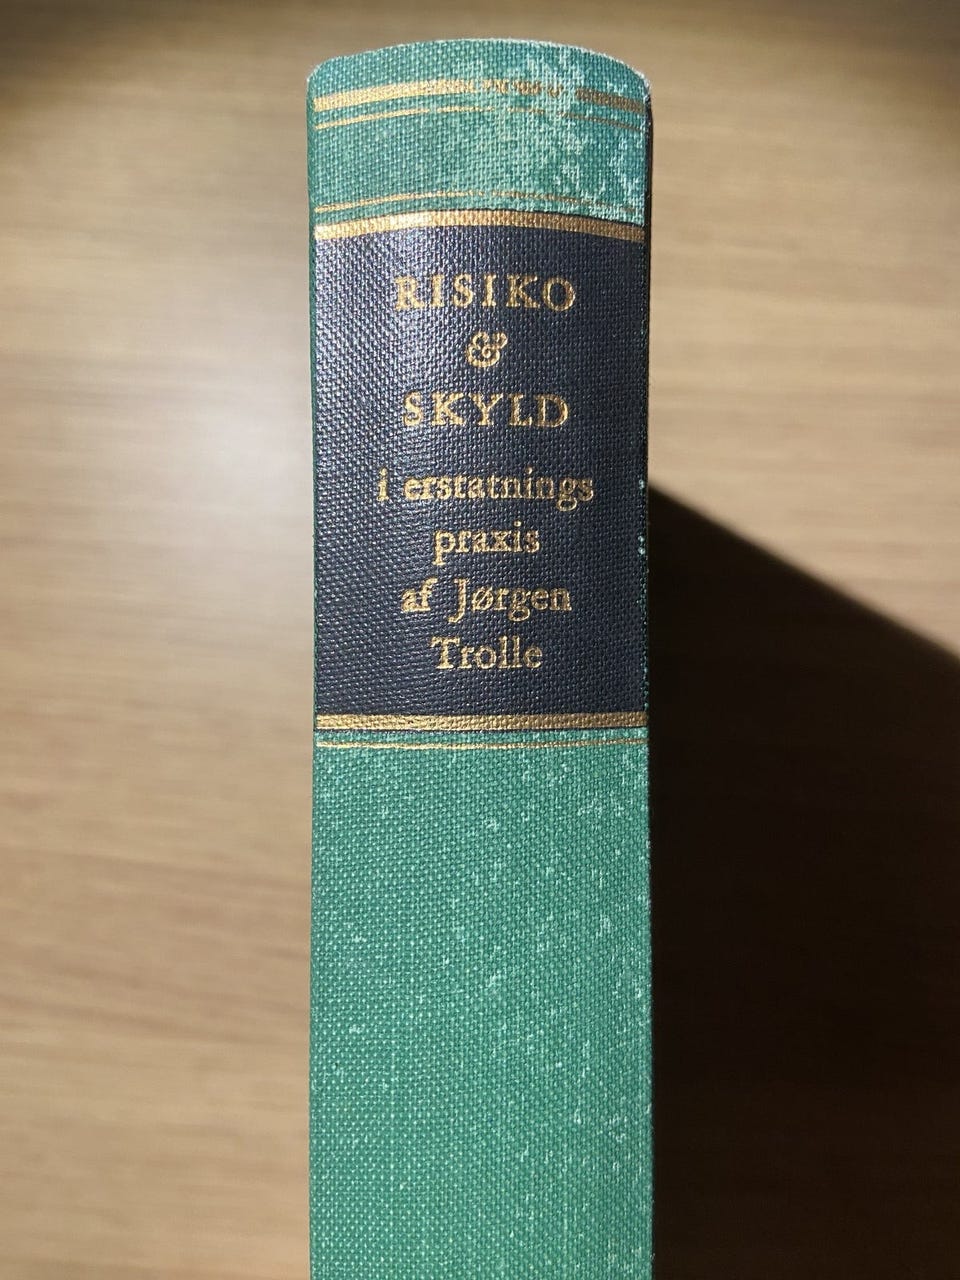 RISIKO
&
SKYLD
i erstatnings
praxis
af Jørgen
Trolle